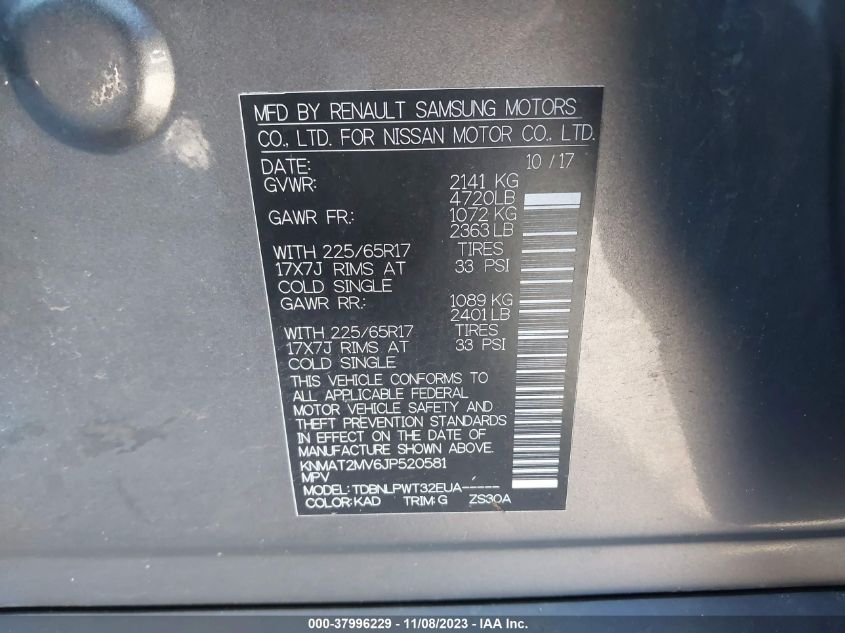 MFD BY RENAULT SAMSUNG MOTORS
CO., LTD. FOR NISSAN MOTOR CO., LTD.
DATE: 10 / 17
GVWR: 2141 KG
4720LB
GAWR FR.: 1072 KG
2363 LB
WITH 225/65R17 TIRES
17X7J RIMS AT 33 PSI
COLD SINGLE
GAWR RR.: 1089 KG
2401 LB
WITH 225/65R17 TIRES
17X7J RIMS AT 33 PSI
COLD SINGLE
THIS VEHICLE CONFORMS TO
ALL APPLICABLE FEDERAL
MOTOR VEHICLE SAFETY AND
THEFT PREVENTION STANDARDS
IN EFFECT ON THE DATE OF
MANUFACTURE SHOWN ABOVE.
KNMAT2MV6JP520581
MPV
MODEL: TDBNLPWT32EUA-----
COLOR: KAD TRIM: G ZS30A
000-37996229 - 11/08/2023 - IAA Inc.